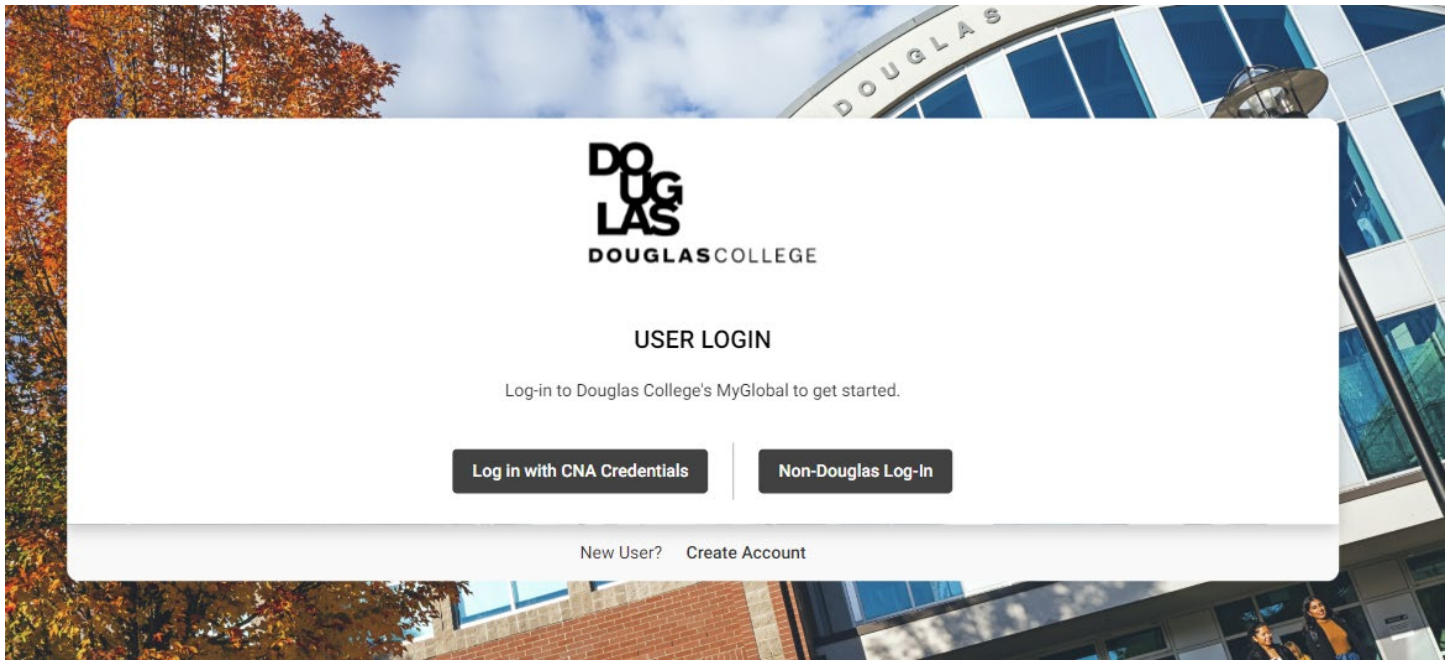 DOUGLAS
DO
UG
LAS
DOUGLASCOLLEGE
USER LOGIN
Log-in to Douglas College's MyGlobal to get started.
Log in with CNA Credentials
Non-Douglas Log-In
New User? Create Account